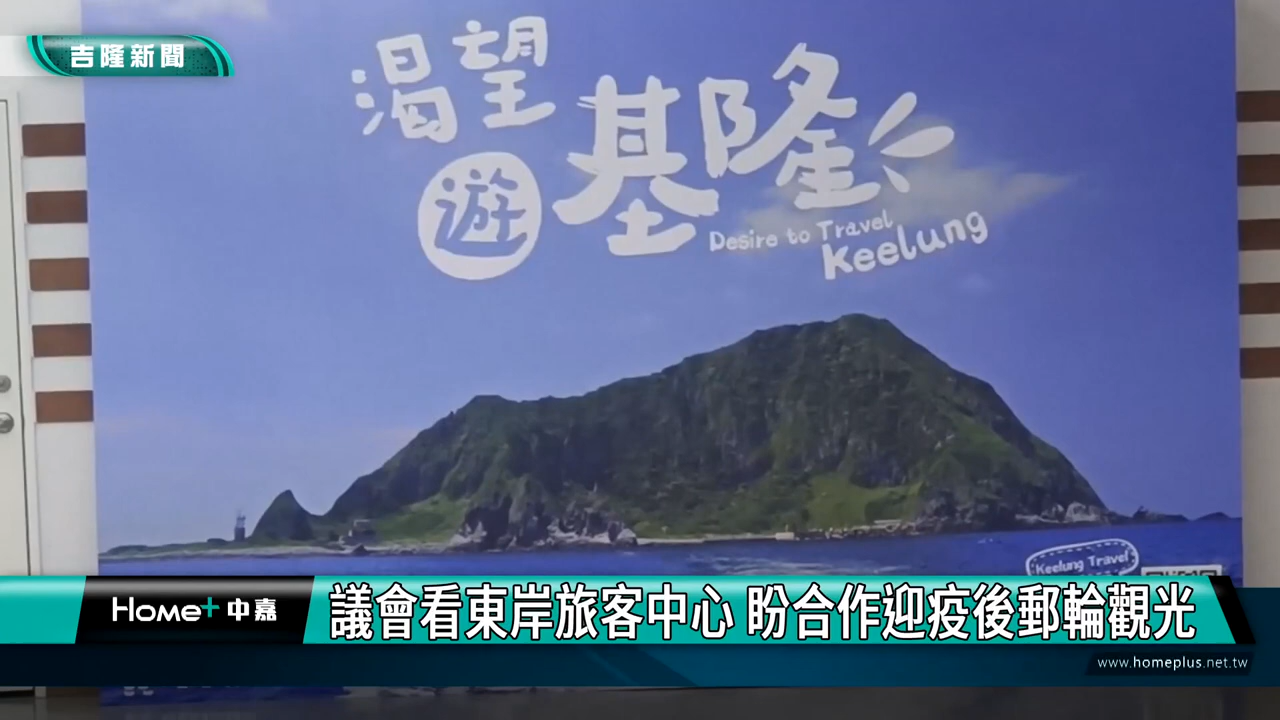 吉隆新聞
渴望
遊基隆
Desire to Travel
Keelung
Keelung Travel
Home+ 中嘉
議會看東岸旅客中心 盼合作迎疫後郵輪觀光
www.homeplus.net.tw